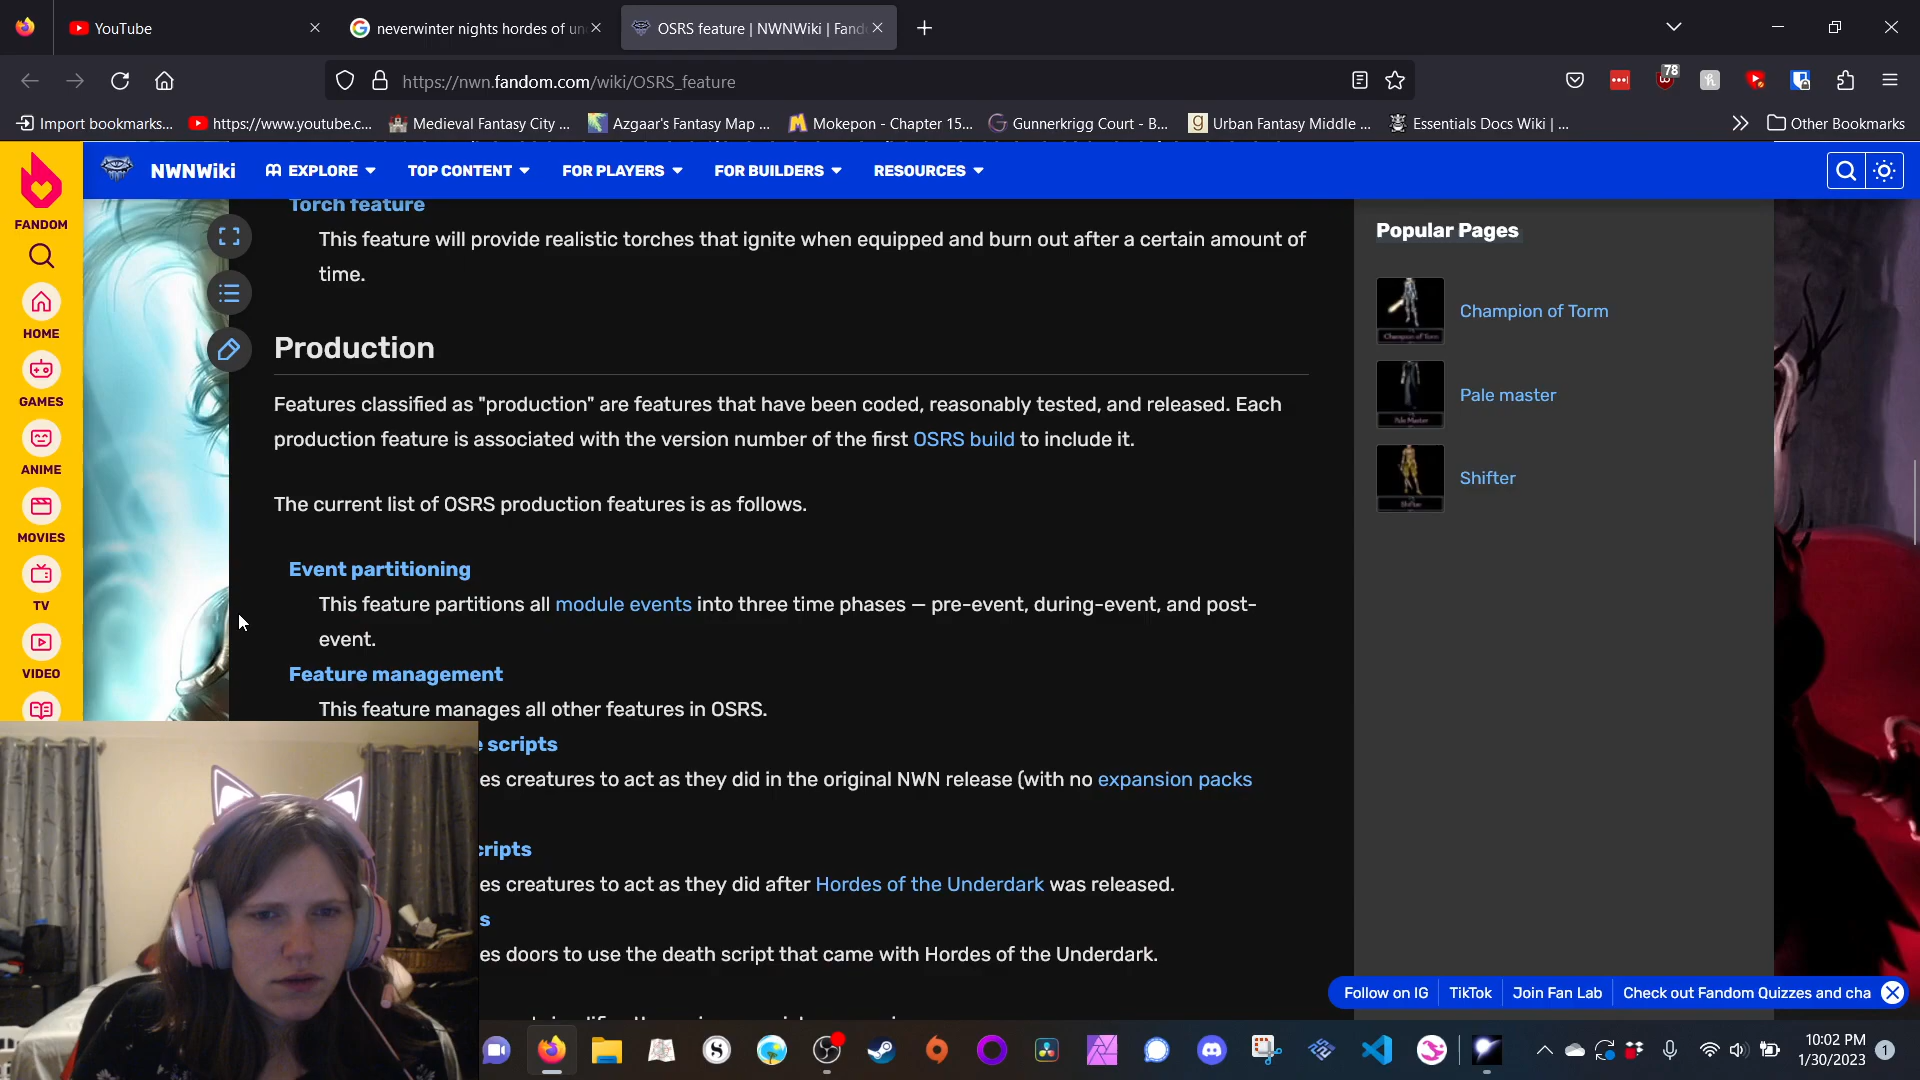 YouTube
neverwinter nights hordes of un
OSRS feature | NWNWiki | Fand
https://nwn.fandom.com/wiki/OSRS_feature
78
Import bookmarks...
https://www.youtube.c...
Medieval Fantasy City ...
Azgaar's Fantasy Map ...
Mokepon - Chapter 15...
Gunnerkrigg Court - B...
Urban Fantasy Middle ...
Essentials Docs Wiki | ...
Other Bookmarks
NWNWiki
EXPLORE
TOP CONTENT
FOR PLAYERS
FOR BUILDERS
RESOURCES
FANDOM
HOME
GAMES
ANIME
MOVIES
TV
VIDEO
Torch feature
This feature will provide realistic torches that ignite when equipped and burn out after a certain amount of
time.
Production
Features classified as "production" are features that have been coded, reasonably tested, and released. Each
production feature is associated with the version number of the first OSRS build to include it.
The current list of OSRS production features is as follows.
Event partitioning
This feature partitions all module events into three time phases — pre-event, during-event, and post-
event.
Feature management
This feature manages all other features in OSRS.
e scripts
es creatures to act as they did in the original NWN release (with no expansion packs
cripts
es creatures to act as they did after Hordes of the Underdark was released.
s
es doors to use the death script that came with Hordes of the Underdark.
Popular Pages
Champion of Torm
Champion of Torm
Pale Master
Pale master
Shifter
Shifter
Follow on IG
TikTok
Join Fan Lab
Check out Fandom Quizzes and cha
10:02 PM
1/30/2023
1